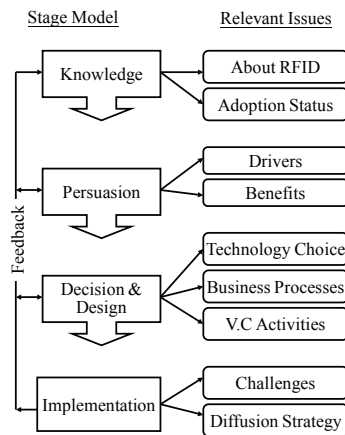 Stage Model
Relevant Issues
Knowledge
About RFID
Adoption Status
Persuasion
Drivers
Benefits
Feedback
Decision &
Design
Technology Choice
Business Processes
V.C Activities
Implementation
Challenges
Diffusion Strategy